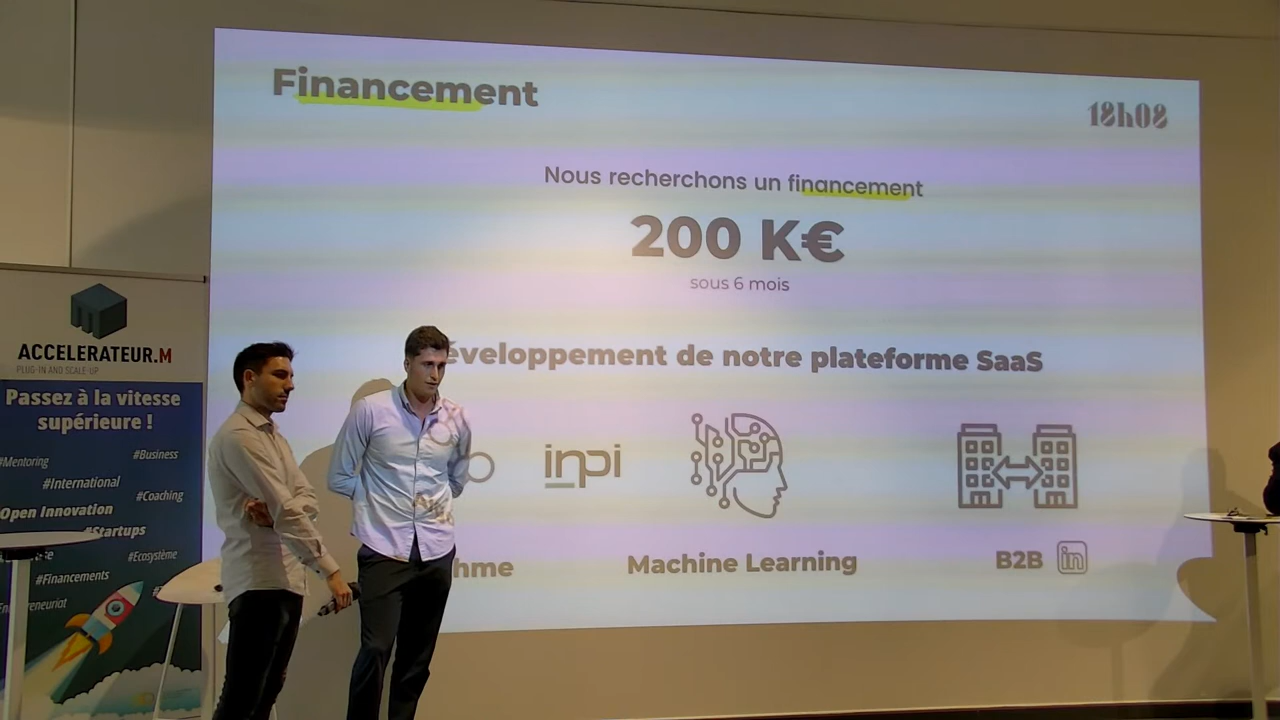 Financement
18h08
Nous recherchons un financement
200 K€
sous 6 mois
éveloppement de notre plateforme SaaS
inpi
hme
Machine Learning
B2B in
ACCELERATEUR.M
PLUG-IN AND SCALE-UP
Passez à la vitesse
supérieure !
#Mentoring
#Business
#International
#Coaching
Open Innovation
#Startups
#Ecosystème
#Financements